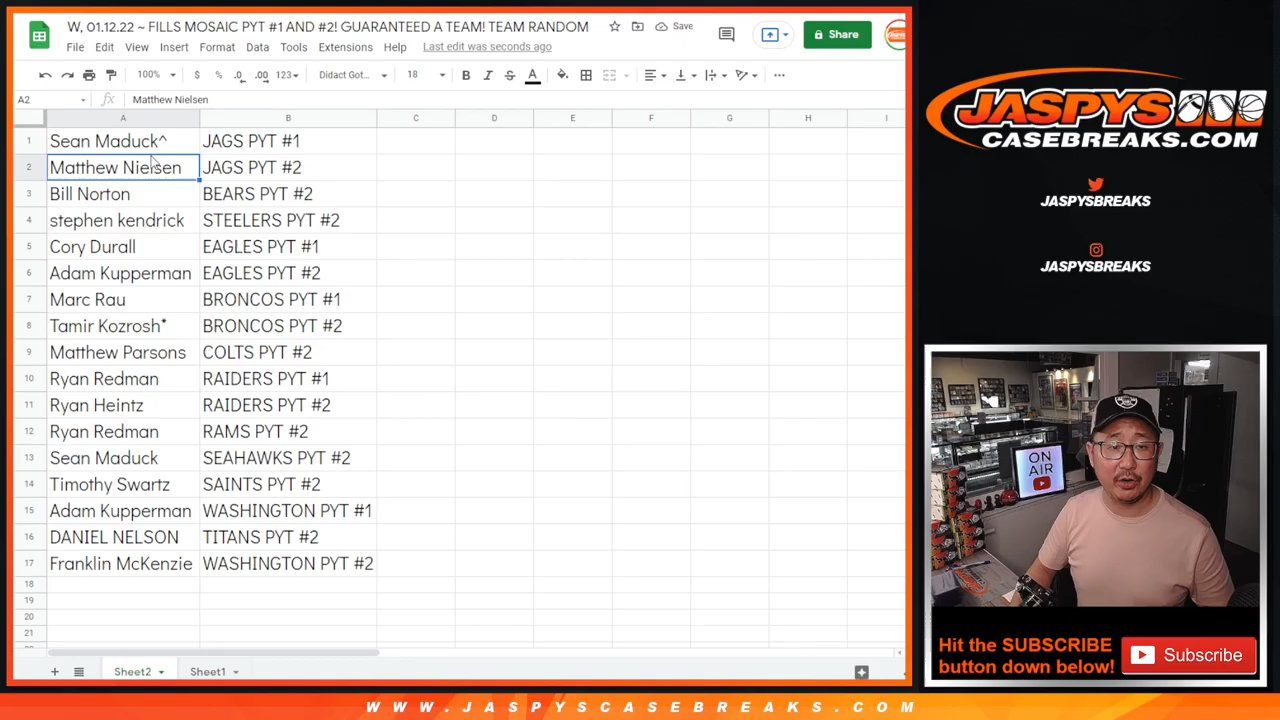 W, 01.12.22 ~ FILLS MOSAIC PYT #1 AND #2! GUARANTEED A TEAM! TEAM RANDOM
Save
Share
File Edit View Insert Format Data Tools Extensions Help Last edit was seconds ago
100% $ % .0 .00 123 Didact Got... 18 B I S A
A2 fx Matthew Nielsen
A B C D E F G H I
1 Sean Maduck^ JAGS PYT #1
2 Matthew Nielsen JAGS PYT #2
3 Bill Norton BEARS PYT #2
4 stephen kendrick STEELERS PYT #2
5 Cory Durall EAGLES PYT #1
6 Adam Kupperman EAGLES PYT #2
7 Marc Rau BRONCOS PYT #1
8 Tamir Kozrosh* BRONCOS PYT #2
9 Matthew Parsons COLTS PYT #2
10 Ryan Redman RAIDERS PYT #1
11 Ryan Heintz RAIDERS PYT #2
12 Ryan Redman RAMS PYT #2
13 Sean Maduck SEAHAWKS PYT #2
14 Timothy Swartz SAINTS PYT #2
15 Adam Kupperman WASHINGTON PYT #1
16 DANIEL NELSON TITANS PYT #2
17 Franklin McKenzie WASHINGTON PYT #2
18
19
20
21
Sheet2 Sheet1
JASPYS
CASEBREAKS.COM
JASPYSBREAKS
JASPYSBREAKS
ON
AIR
Hit the SUBSCRIBE
button down below!
Subscribe
WWW.JASPYSCASEBREAKS.COM